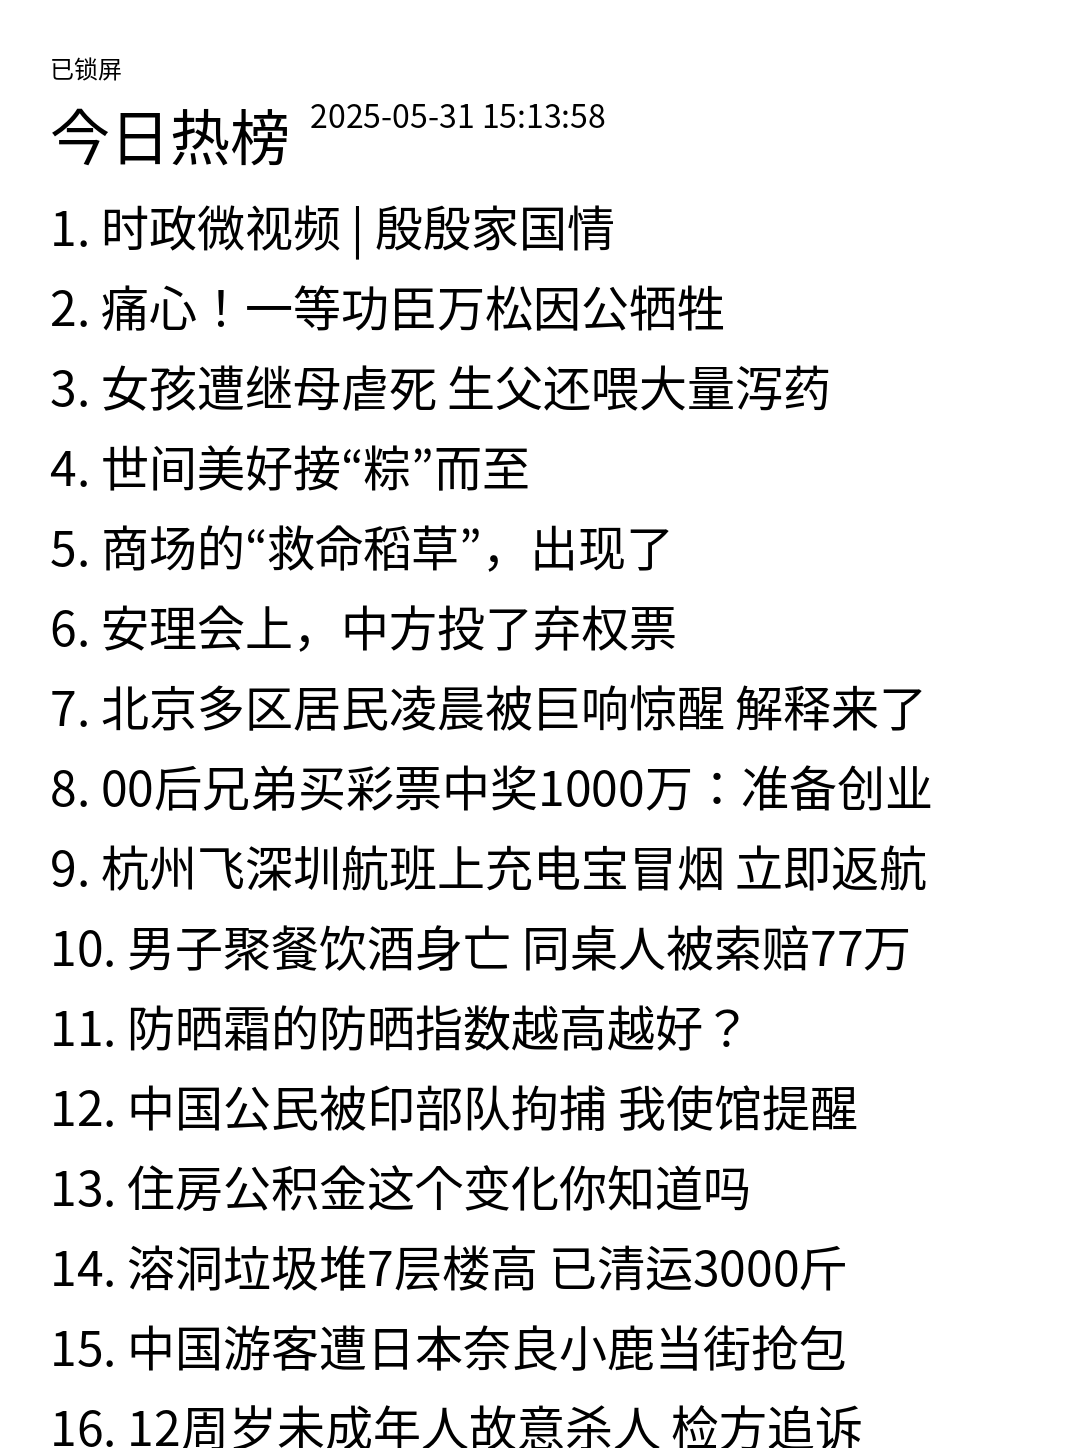 已锁屏
今日热榜 2025-05-31 15:13:58
1. 时政微视频 | 殷殷家国情
2. 痛心！一等功臣万松因公牺牲
3. 女孩遭继母虐死 生父还喂大量泻药
4. 世间美好接“粽”而至
5. 商场的“救命稻草”，出现了
6. 安理会上，中方投了弃权票
7. 北京多区居民凌晨被巨响惊醒 解释来了
8. 00后兄弟买彩票中奖1000万：准备创业
9. 杭州飞深圳航班上充电宝冒烟 立即返航
10. 男子聚餐饮酒身亡 同桌人被索赔77万
11. 防晒霜的防晒指数越高越好？
12. 中国公民被印部队拘捕 我使馆提醒
13. 住房公积金这个变化你知道吗
14. 溶洞垃圾堆7层楼高 已清运3000斤
15. 中国游客遭日本奈良小鹿当街抢包
16. 12周岁未成年人故意杀人 检方追诉